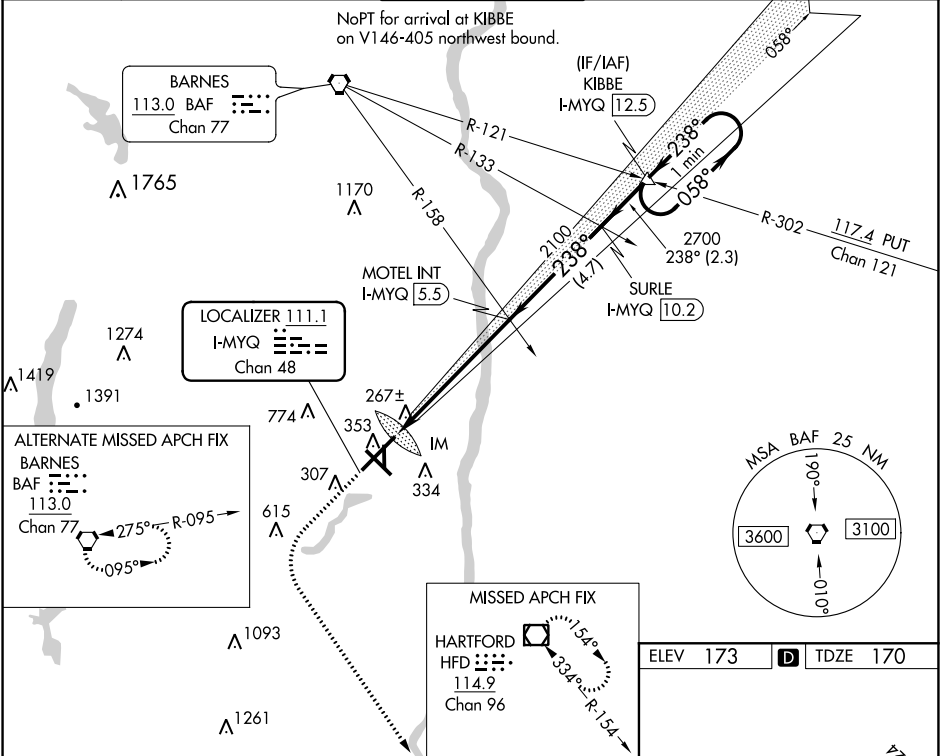 NoPT for arrival at KIBBE
on V146-405 northwest bound.
058°
(IF/IAF)
KIBBE
I-MYQ 12.5
BARNES
113.0 BAF
Chan 77
R-121
R-133
R-158
238°
1 min
058°
1765
1170
R-302
117.4 PUT
Chan 121
2100
238°
(4.7)
2700
238° (2.3)
SURLE
I-MYQ 10.2
MOTEL INT
I-MYQ 5.5
LOCALIZER 111.1
I-MYQ
Chan 48
1274
1419
1391
774
267±
353
IM
307
334
615
ALTERNATE MISSED APCH FIX
BARNES
BAF
113.0
Chan 77
275°
R-095
095°
MSA BAF 25 NM
190°
3600
3100
010°
1093
1261
MISSED APCH FIX
HARTFORD
HFD
114.9
Chan 96
154°
334°
R-154
ELEV 173 D TDZE 170